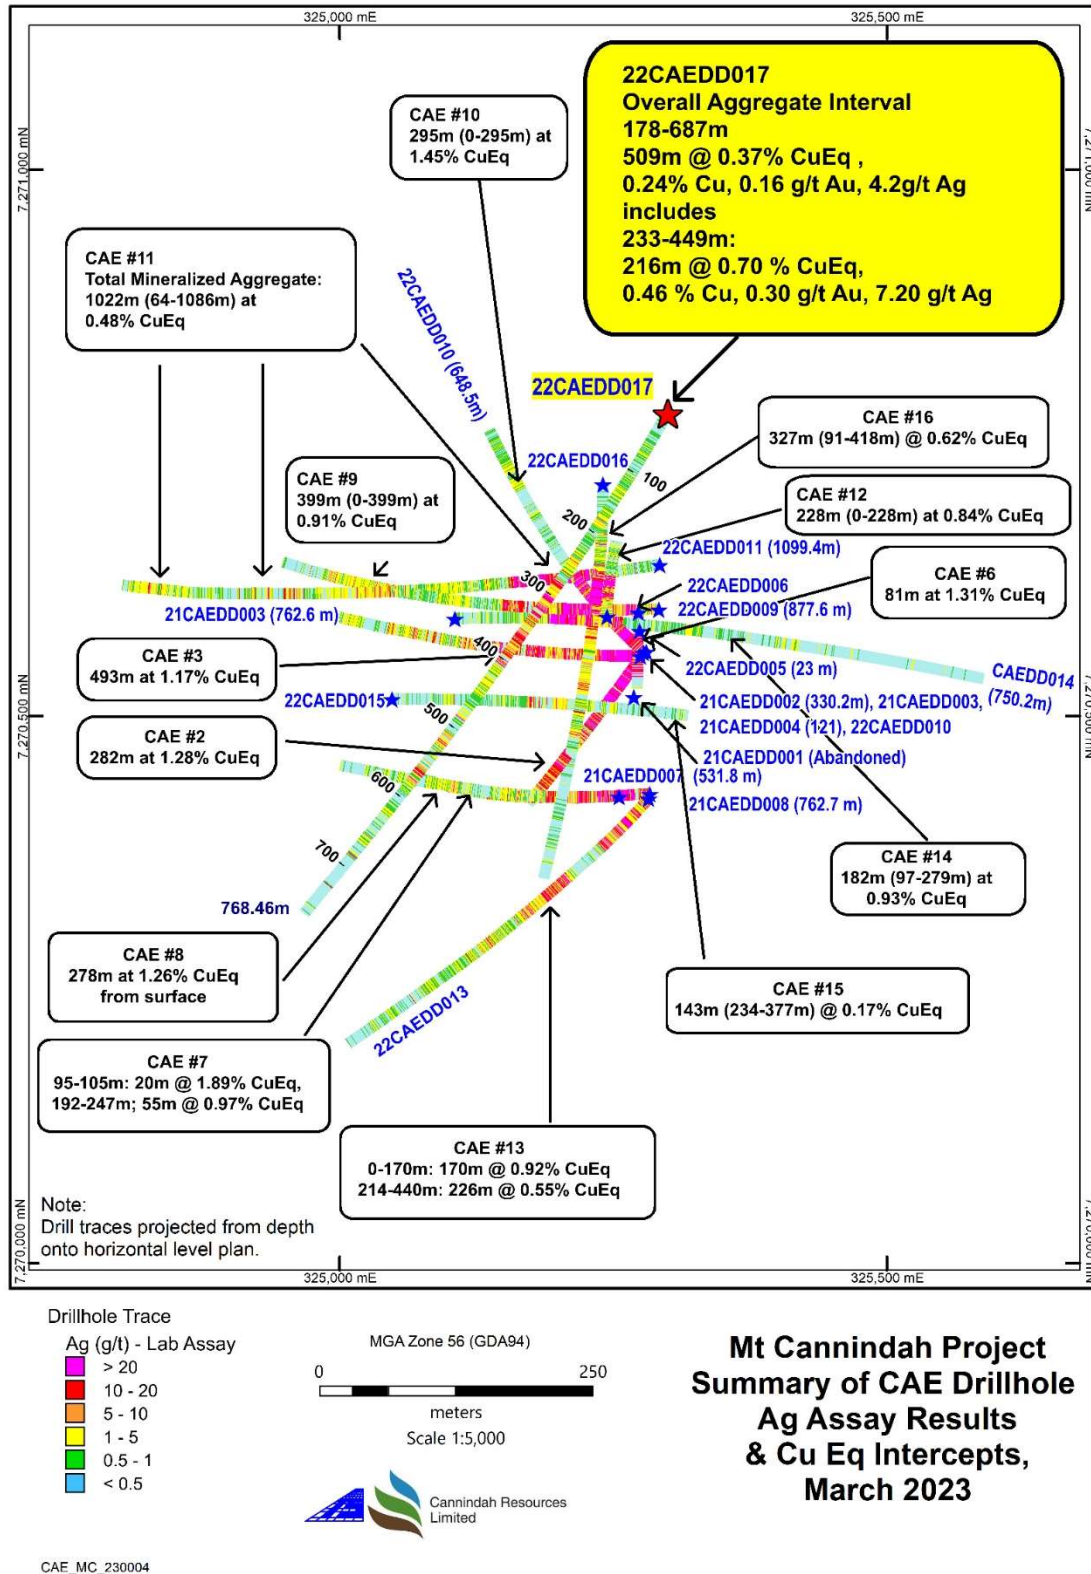 325,000 mE
325,500 mE
7,271,000 mN
7,271,000 mN
22CAEDD017
Overall Aggregate Interval
178-687m
509m @ 0.37% CuEq ,
0.24% Cu, 0.16 g/t Au, 4.2g/t Ag
includes
233-449m:
216m @ 0.70 % CuEq,
0.46 % Cu, 0.30 g/t Au, 7.20 g/t Ag
CAE #10
295m (0-295m) at
1.45% CuEq
CAE #11
Total Mineralized Aggregate:
1022m (64-1086m) at
0.48% CuEq
22CAEDD010 (648.5m)
22CAEDD017
CAE #16
327m (91-418m) @ 0.62% CuEq
22CAEDD016
100
CAE #9
399m (0-399m) at
0.91% CuEq
CAE #12
228m (0-228m) at 0.84% CuEq
200
22CAEDD011 (1099.4m)
CAE #6
81m at 1.31% CuEq
300
22CAEDD006
21CAEDD003 (762.6m)
22CAEDD009 (877.6 m)
CAE #3
493m at 1.17% CuEq
400
22CAEDD005 (23 m)
CAEDD014
(750.2m)
22CAEDD015
21CAEDD002 (330.2m), 21CAEDD003,
7,270,500 mN
7,270,500 mN
500
21CAEDD004 (121), 22CAEDD010
CAE #2
282m at 1.28% CuEq
21CAEDD001 (Abandoned)
21CAEDD007 (531.8 m)
600
21CAEDD008 (762.7 m)
700
CAE #14
182m (97-279m) at
0.93% CuEq
768.46m
CAE #8
278m at 1.26% CuEq
from surface
22CAEDD013
CAE #15
143m (234-377m) @ 0.17% CuEq
CAE #7
95-105m: 20m @ 1.89% CuEq,
192-247m; 55m @ 0.97% CuEq
CAE #13
0-170m: 170m @ 0.92% CuEq
214-440m: 226m @ 0.55% CuEq
Note:
Drill traces projected from depth
onto horizontal level plan.
7,270,000 mN
7,270,000 mN
325,000 mE
325,500 mE
Drillhole Trace
Ag (g/t) - Lab Assay
> 20
10 - 20
5 - 10
1 - 5
0.5 - 1
< 0.5
MGA Zone 56 (GDA94)
0
250
meters
Scale 1:5,000
Cannindah Resources
Limited
Mt Cannindah Project
Summary of CAE Drillhole
Ag Assay Results
& Cu Eq Intercepts,
March 2023
CAE_MC_230004